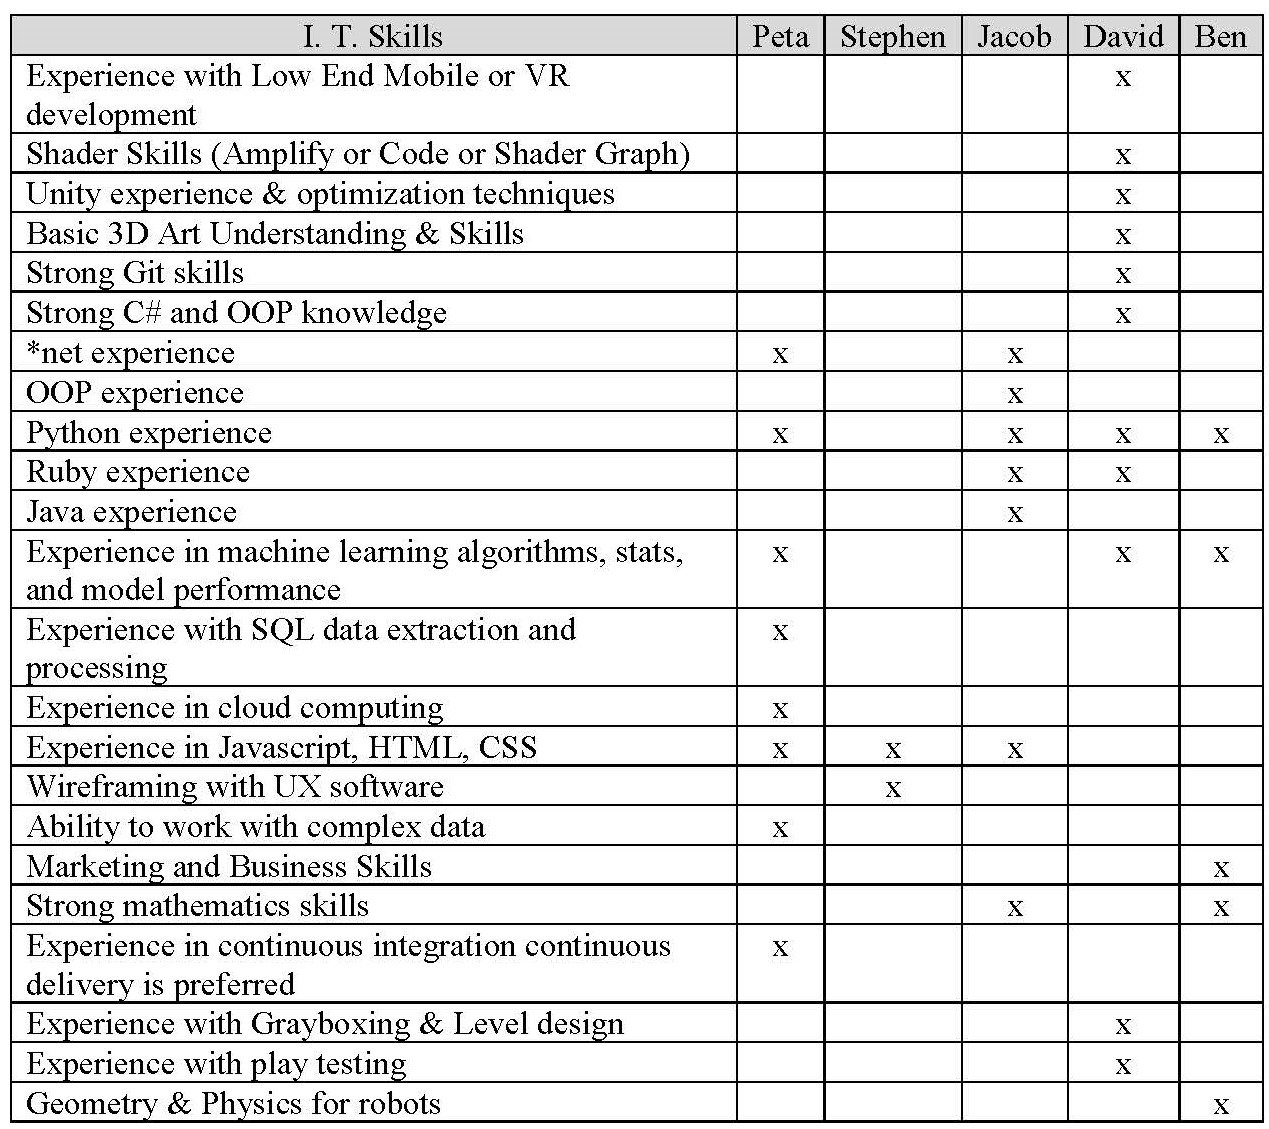 I. T. Skills Peta Stephen Jacob David Ben
Experience with Low End Mobile or VR x
development
Shader Skills (Amplify or Code or Shader Graph) x
Unity experience & optimization techniques x
Basic 3D Art Understanding & Skills x
Strong Git skills x
Strong C# and OOP knowledge x
*net experience x x
OOP experience x
Python experience x x x x
Ruby experience x x
Java experience x
Experience in machine learning algorithms, stats, x x x
and model performance
Experience with SQL data extraction and x
processing
Experience in cloud computing x
Experience in Javascript, HTML, CSS x x x
Wireframing with UX software x
Ability to work with complex data x
Marketing and Business Skills x
Strong mathematics skills x x
Experience in continuous integration continuous x
delivery is preferred
Experience with Grayboxing & Level design x
Experience with play testing x
Geometry & Physics for robots x